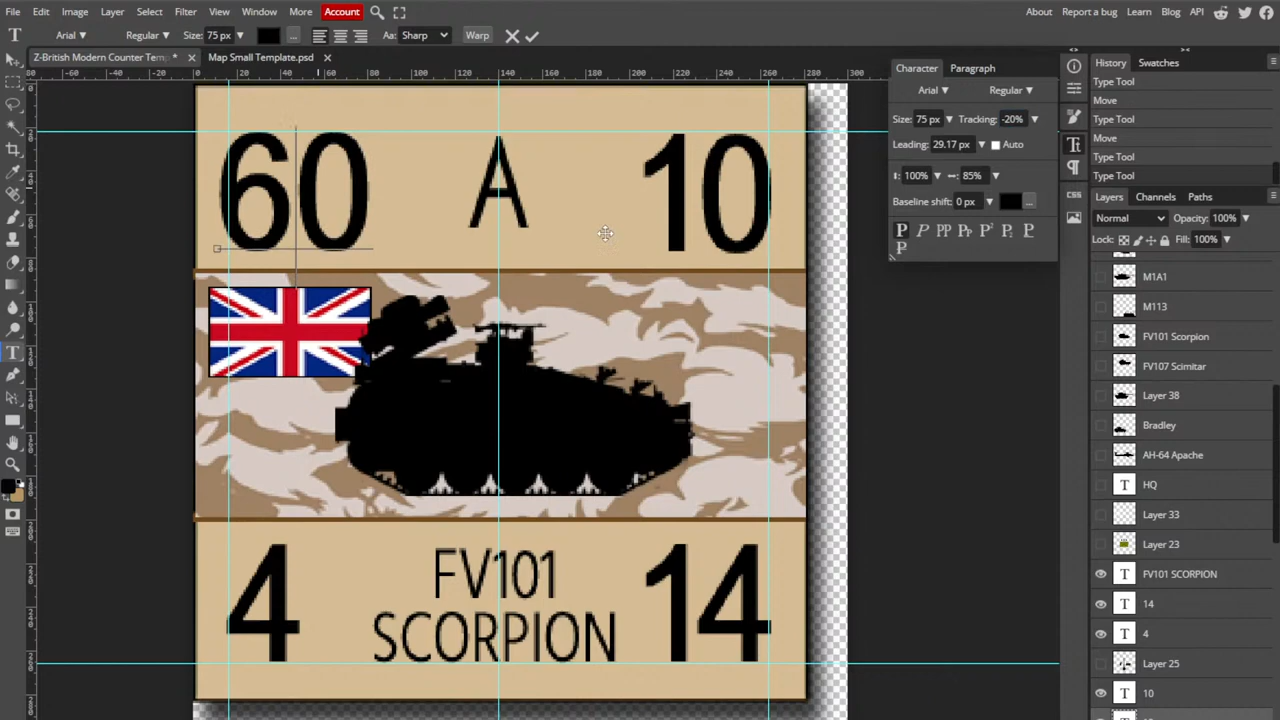 File Edit Image Layer Select Filter View Window More Account About Report a bug Learn Blog API
Arial Regular Size: 75 px ... Aa: Sharp Warp
Z-British Modern Counter Temp * Map Small Template.psd
60 A 10
FV101
SCORPION
4 14
Character Paragraph
Arial Regular
Size: 75 px Tracking: -20%
Leading: 29.17 px Auto
100% 85%
Baseline shift: 0 px ...
History Swatches
Type Tool
Move
Type Tool
Move
Type Tool
Type Tool
Layers Channels Paths
Normal Opacity: 100%
Lock: Fill: 100%
M1A1
M113
FV101 Scorpion
FV107 Scimitar
Layer 38
Bradley
AH-64 Apache
HQ
Layer 33
Layer 23
FV101 SCORPION
14
4
Layer 25
10